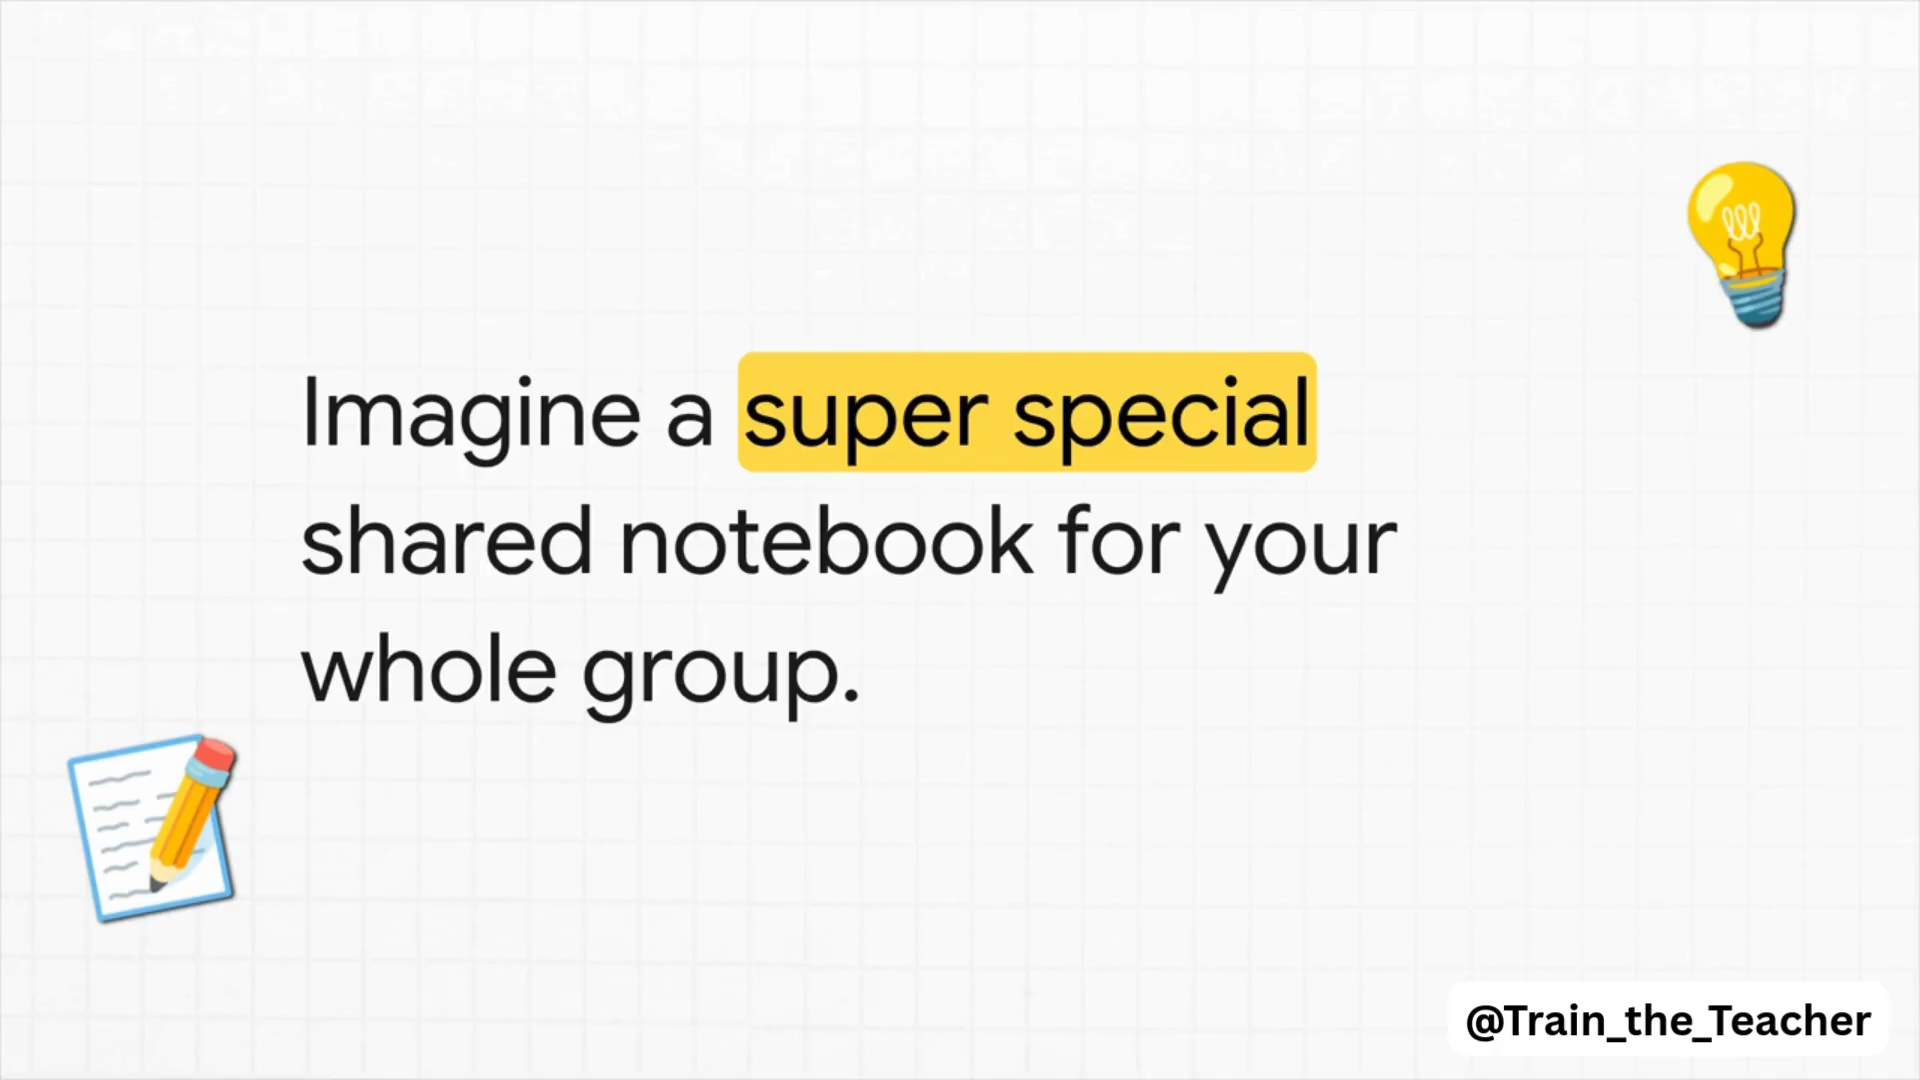 Imagine a super special
shared notebook for your
whole group.
@Train_the_Teacher